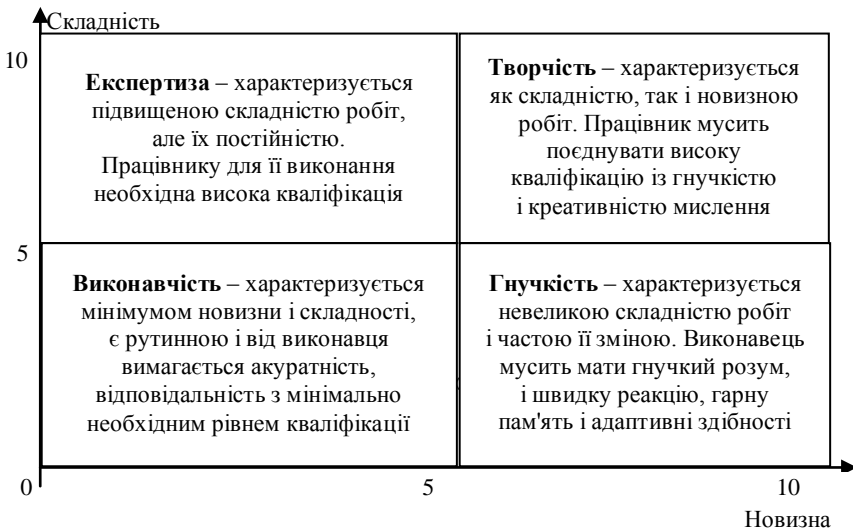 Складність
10
Експертиза – характеризується
підвищеною складністю робіт,
але їх постійністю.
Працівнику для її виконання
необхідна висока кваліфікація
Творчість – характеризується
як складністю, так і новизною
робіт. Працівник мусить
поєднувати високу
кваліфікацію із гнучкістю
і креативністю мислення
5
Виконавчість – характеризується
мінімумом новизни і складності,
є рутинною і від виконавця
вимагається акуратність,
відповідальність з мінімально
необхідним рівнем кваліфікації
Гнучкість – характеризується
невеликою складністю робіт
і частою її зміною. Виконавець
мусить мати гнучкий розум,
і швидку реакцію, гарну
пам'ять і адаптивні здібності
0
5
10
Новизна